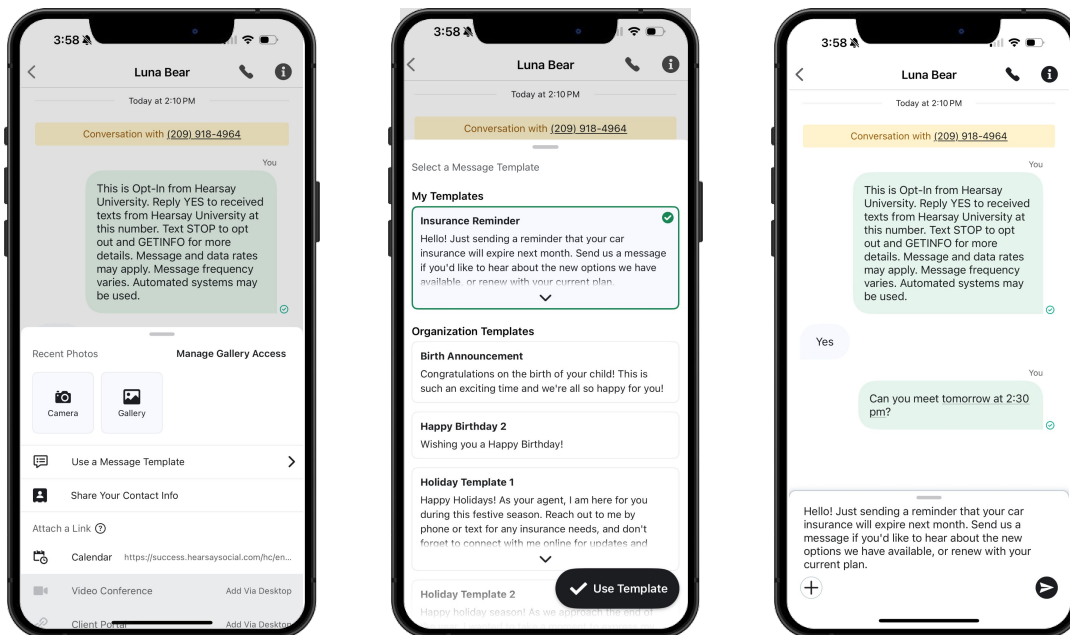 3:58
Luna Bear
Today at 2:10 PM
Conversation with (209) 918-4964
You
This is Opt-In from Hearsay
University. Reply YES to received
texts from Hearsay University at
this number. Text STOP to opt
out and GETINFO for more
details. Message and data rates
may apply. Message frequency
varies. Automated systems may
be used.
Recent Photos
Manage Gallery Access
Camera
Gallery
Use a Message Template
Share Your Contact Info
Attach a Link ?
Calendar https://success.hearsaysocial.com/hc/en...
Video Conference Add Via Desktop
Client Portal Add Via Desktop
3:58
Luna Bear
Today at 2:10 PM
Conversation with (209) 918-4964
Select a Message Template
My Templates
Insurance Reminder
Hello! Just sending a reminder that your car
insurance will expire next month. Send us a message
if you'd like to hear about the new options we have
available, or renew with your current plan.
Organization Templates
Birth Announcement
Congratulations on the birth of your child! This is
such an exciting time and we're all so happy for you!
Happy Birthday 2
Wishing you a Happy Birthday!
Holiday Template 1
Happy Holidays! As your agent, I am here for you
during this festive season. Reach out to me by
phone or text for any insurance needs, and don't
forget to connect with me online for updates and
Use Template
Holiday Template 2
Happy holiday season! As we approach the end of
3:58
Luna Bear
Today at 2:10 PM
Conversation with (209) 918-4964
You
This is Opt-In from Hearsay
University. Reply YES to received
texts from Hearsay University at
this number. Text STOP to opt
out and GETINFO for more
details. Message and data rates
may apply. Message frequency
varies. Automated systems may
be used.
Yes
You
Can you meet tomorrow at 2:30
pm?
Hello! Just sending a reminder that your car
insurance will expire next month. Send us a
message if you'd like to hear about the new
options we have available, or renew with your
current plan.